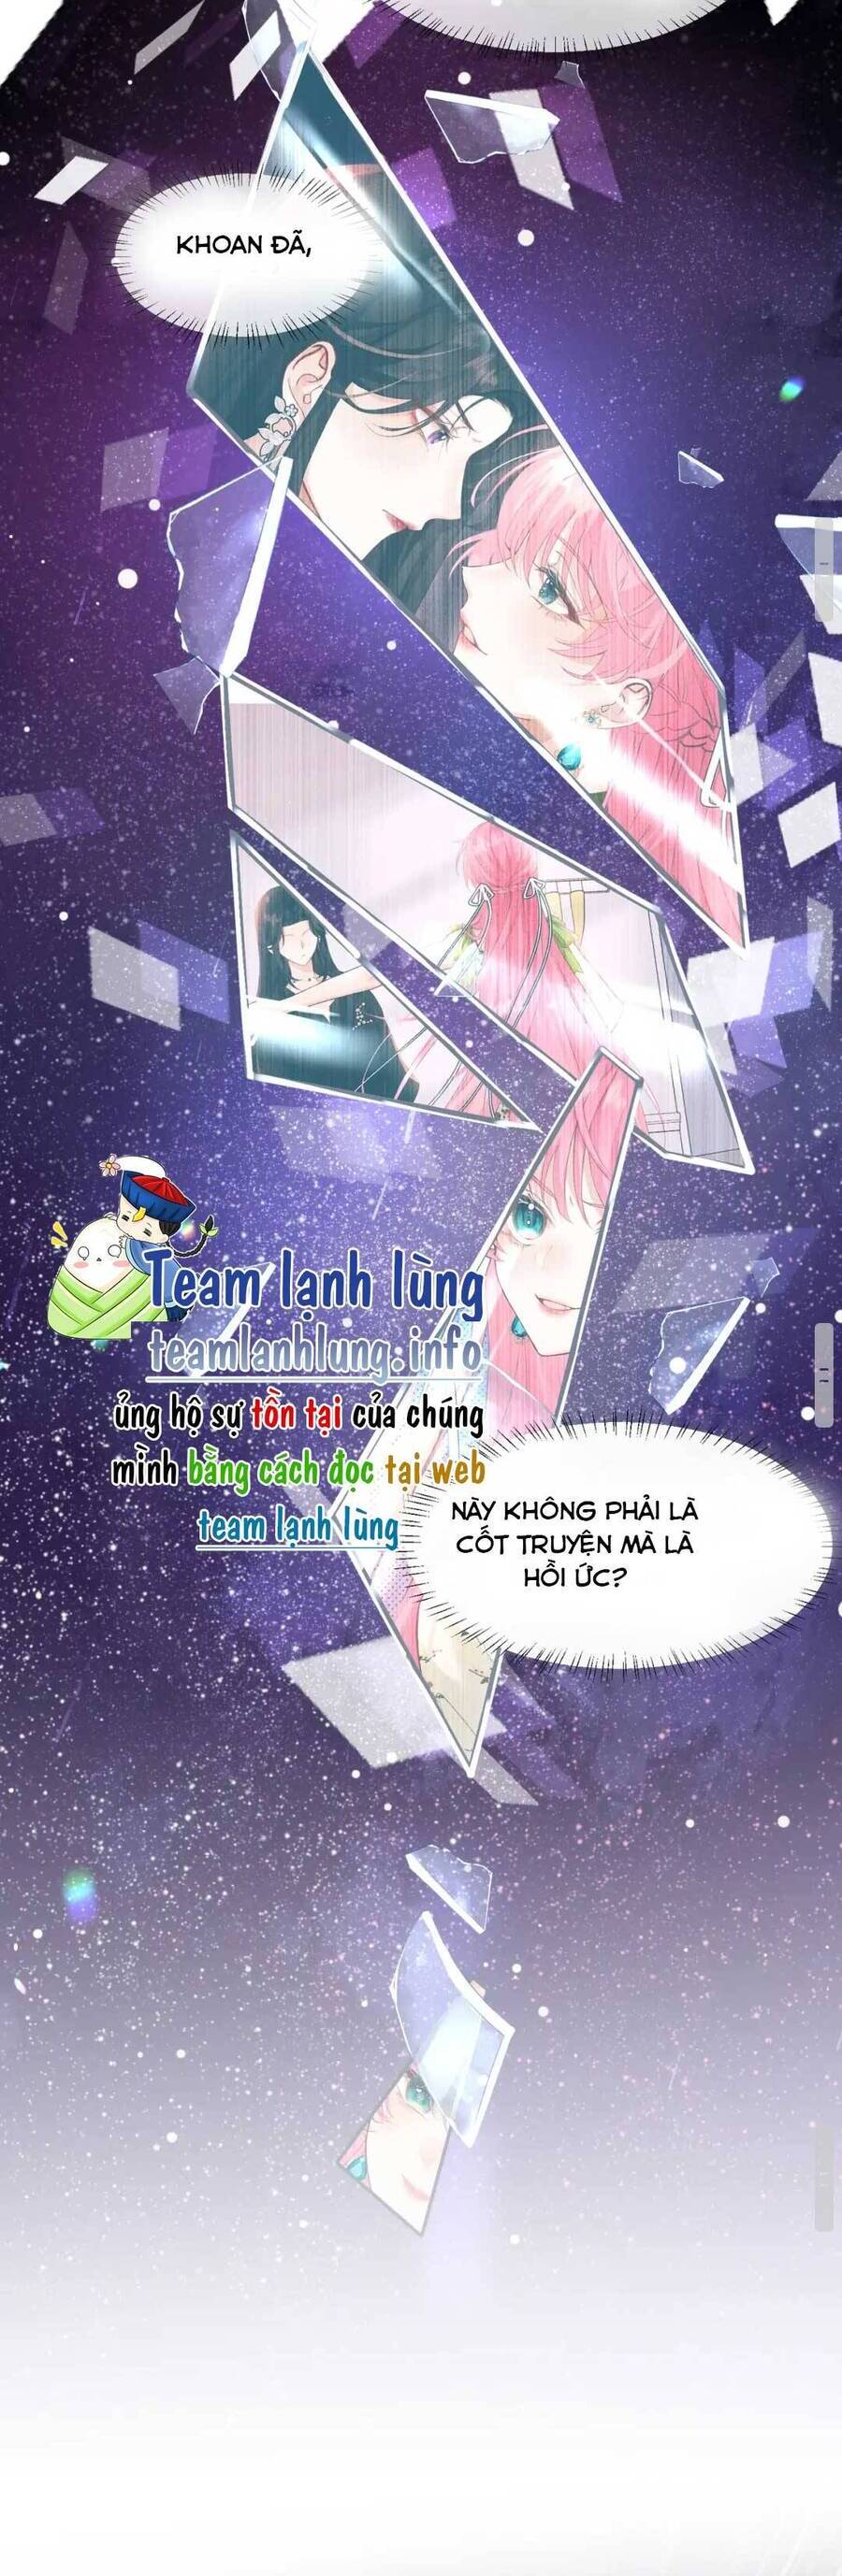 KHOAN ĐÃ,
Team lạnh lùng
teamlanhlung.info
ủng hộ sự tồn tại của chúng
mình bằng cách đọc tại web
team lạnh lùng
NÀY KHÔNG PHẢI LÀ
CỐT TRUYỆN MÀ LÀ
HỒI ỨC?